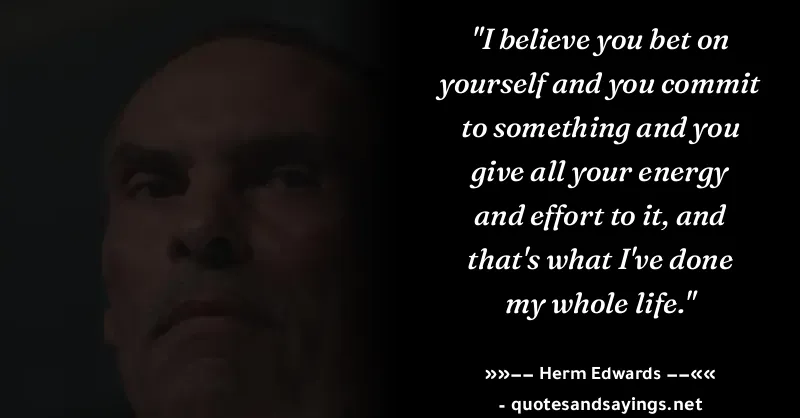 "I believe you bet on
yourself and you commit
to something and you
give all your energy
and effort to it, and
that's what I've done
my whole life."
»»−− Herm Edwards −−««
- quotesandsayings.net